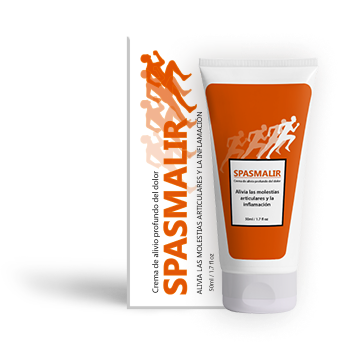 Crema de alivio profundo del dolor
SPASMALIR
ALIVIA LAS MOLESTIAS ARTICULARES Y LA INFLAMACIÓN
50ml / 1.7 fl oz
SPASMALIR
Crema de alivio profundo del dolor
Alivia las molestias
articulares y la
inflamación
50ml / 1.7 fl oz